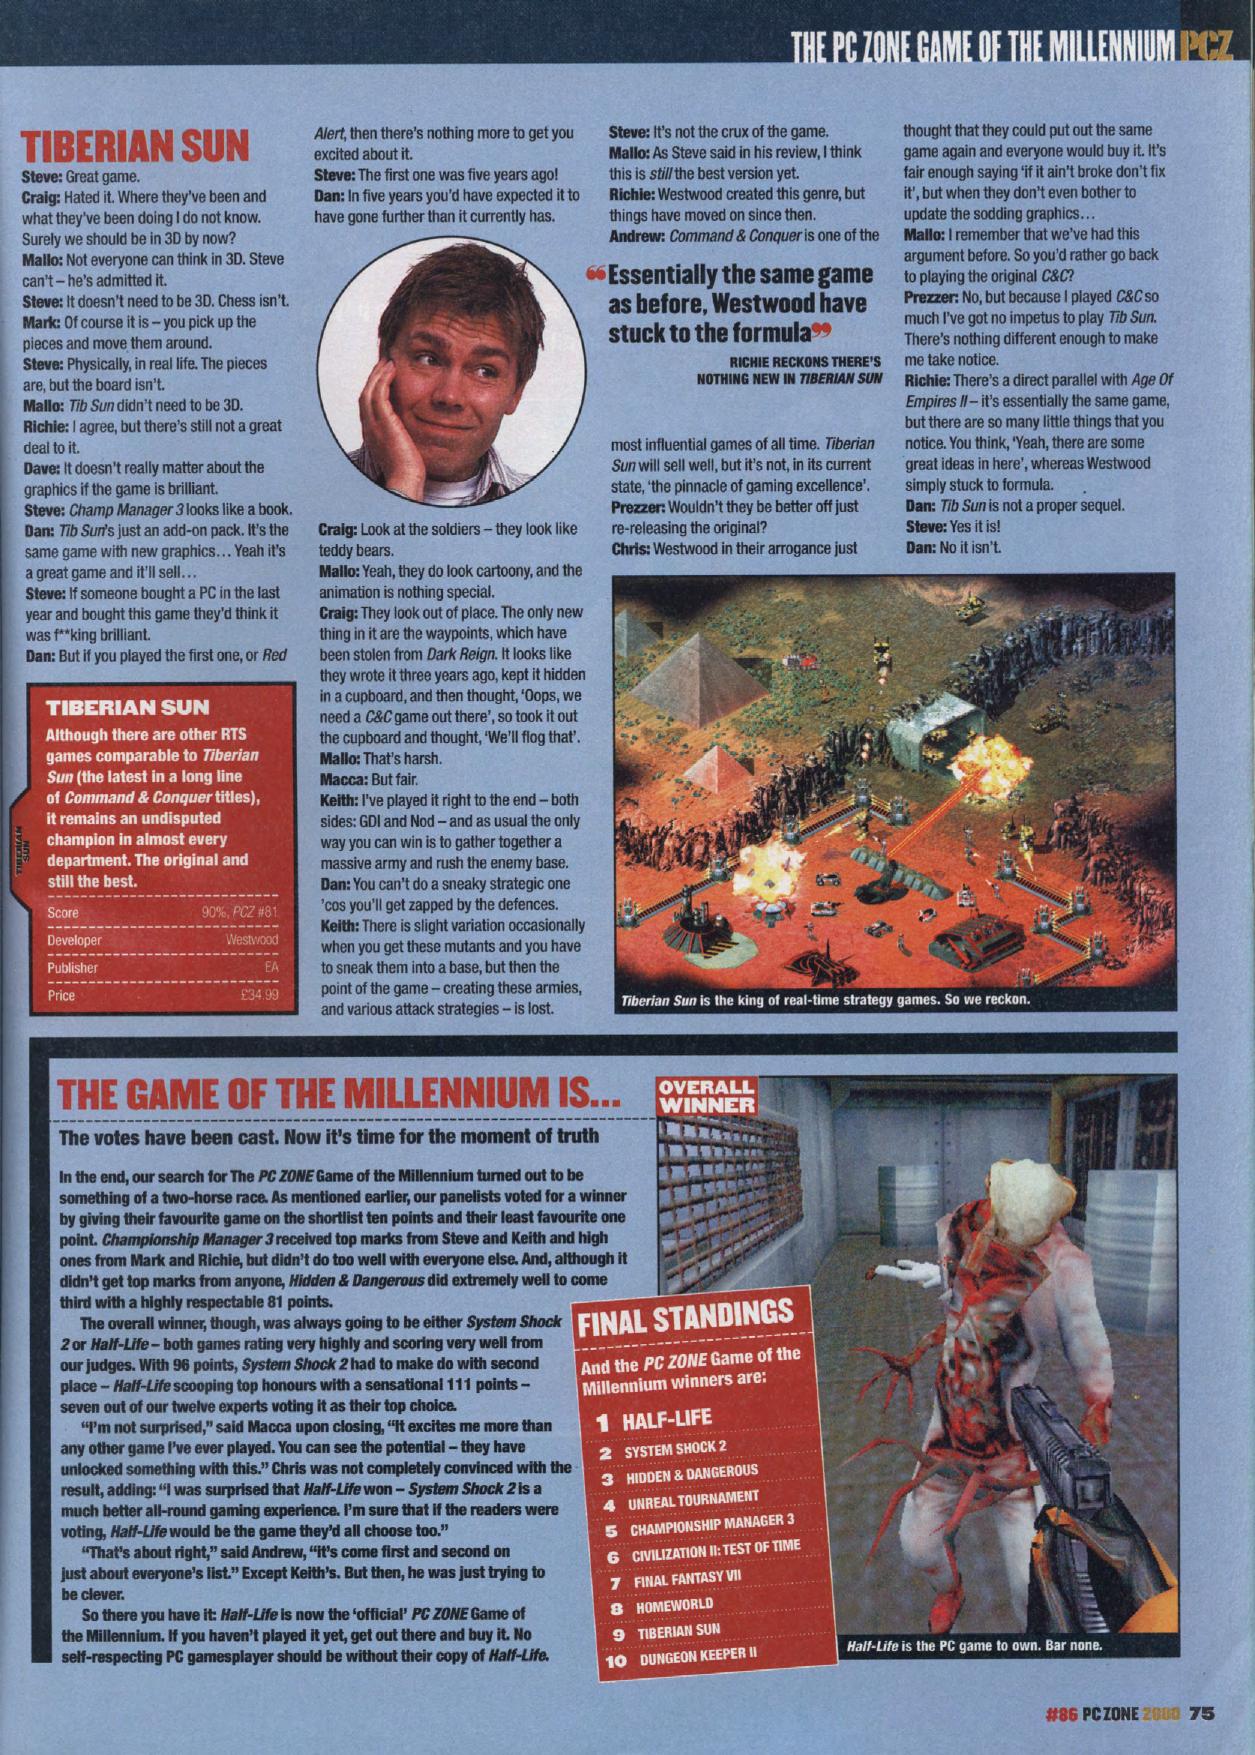 THE PC ZONE GAME OF THE MILLENNIUM PCZ
TIBERIAN SUN
Steve: Great game.
Craig: Hated it. Where they've been and
what they've been doing I do not know.
Surely we should be in 3D by now?
Mallo: Not everyone can think in 3D. Steve
can't – he's admitted it.
Steve: It doesn't need to be 3D. Chess isn't.
Mark: Of course it is – you pick up the
pieces and move them around.
Steve: Physically, in real life. The pieces
are, but the board isn't.
Mallo: Tib Sun didn't need to be 3D.
Richie: I agree, but there's still not a great
deal to it.
Dave: It doesn't really matter about the
graphics if the game is brilliant.
Steve: Champ Manager 3 looks like a book.
Dan: Tib Sun's just an add-on pack. It's the
same game with new graphics... Yeah it's
a great game and it'll sell...
Steve: If someone bought a PC in the last
year and bought this game they'd think it
was f**king brilliant.
Dan: But if you played the first one, or Red
TIBERIAN SUN
TIBERIAN SUN
Although there are other RTS
games comparable to Tiberian
Sun (the latest in a long line
of Command & Conquer titles),
it remains an undisputed
champion in almost every
department. The original and
still the best.
Score 90%, PCZ #81
Developer Westwood
Publisher EA
Price £34.99
Alert, then there's nothing more to get you
excited about it.
Steve: The first one was five years ago!
Dan: In five years you'd have expected it to
have gone further than it currently has.
Craig: Look at the soldiers – they look like
teddy bears.
Mallo: Yeah, they do look cartoony, and the
animation is nothing special.
Craig: They look out of place. The only new
thing in it are the waypoints, which have
been stolen from Dark Reign. It looks like
they wrote it three years ago, kept it hidden
in a cupboard, and then thought, 'Oops, we
need a C&C game out there', so took it out
the cupboard and thought, 'We'll flog that'.
Mallo: That's harsh.
Macca: But fair.
Keith: I've played it right to the end – both
sides: GDI and Nod – and as usual the only
way you can win is to gather together a
massive army and rush the enemy base.
Dan: You can't do a sneaky strategic one
'cos you'll get zapped by the defences.
Keith: There is slight variation occasionally
when you get these mutants and you have
to sneak them into a base, but then the
point of the game – creating these armies,
and various attack strategies – is lost.
Steve: It's not the crux of the game.
Mallo: As Steve said in his review, I think
this is still the best version yet.
Richie: Westwood created this genre, but
things have moved on since then.
Andrew: Command & Conquer is one of the
“Essentially the same game
as before, Westwood have
stuck to the formula”
RICHIE RECKONS THERE'S
NOTHING NEW IN TIBERIAN SUN
most influential games of all time. Tiberian
Sun will sell well, but it's not, in its current
state, 'the pinnacle of gaming excellence'.
Prezzer: Wouldn't they be better off just
re-releasing the original?
Chris: Westwood in their arrogance just
thought that they could put out the same
game again and everyone would buy it. It's
fair enough saying 'if it ain't broke don't fix
it', but when they don't even bother to
update the sodding graphics...
Mallo: I remember that we've had this
argument before. So you'd rather go back
to playing the original C&C?
Prezzer: No, but because I played C&C so
much I've got no impetus to play Tib Sun.
There's nothing different enough to make
me take notice.
Richie: There's a direct parallel with Age Of
Empires II – it's essentially the same game,
but there are so many little things that you
notice. You think, 'Yeah, there are some
great ideas in here', whereas Westwood
simply stuck to formula.
Dan: Tib Sun is not a proper sequel.
Steve: Yes it is!
Dan: No it isn't.
Tiberian Sun is the king of real-time strategy games. So we reckon.
THE GAME OF THE MILLENNIUM IS...
The votes have been cast. Now it's time for the moment of truth
In the end, our search for The PC ZONE Game of the Millennium turned out to be
something of a two-horse race. As mentioned earlier, our panelists voted for a winner
by giving their favourite game on the shortlist ten points and their least favourite one
point. Championship Manager 3 received top marks from Steve and Keith and high
ones from Mark and Richie, but didn't do too well with everyone else. And, although it
didn't get top marks from anyone, Hidden & Dangerous did extremely well to come
third with a highly respectable 81 points.
The overall winner, though, was always going to be either System Shock
2 or Half-Life – both games rating very highly and scoring very well from
our judges. With 96 points, System Shock 2 had to make do with second
place – Half-Life scooping top honours with a sensational 111 points –
seven out of our twelve experts voting it as their top choice.
“I'm not surprised,” said Macca upon closing, “It excites me more than
any other game I've ever played. You can see the potential – they have
unlocked something with this.” Chris was not completely convinced with the
result, adding: “I was surprised that Half-Life won – System Shock 2 is a
much better all-round gaming experience. I'm sure that if the readers were
voting, Half-Life would be the game they'd all choose too.”
“That's about right,” said Andrew, “it's come first and second on
just about everyone's list.” Except Keith's. But then, he was just trying to
be clever.
So there you have it: Half-Life is now the 'official' PC ZONE Game of
the Millennium. If you haven't played it yet, get out there and buy it. No
self-respecting PC gamesplayer should be without their copy of Half-Life.
OVERALL
WINNER
FINAL STANDINGS
And the PC ZONE Game of the
Millennium winners are:
1 HALF-LIFE
2 SYSTEM SHOCK 2
3 HIDDEN & DANGEROUS
4 UNREAL TOURNAMENT
5 CHAMPIONSHIP MANAGER 3
6 CIVILIZATION II: TEST OF TIME
7 FINAL FANTASY VII
8 HOMEWORLD
9 TIBERIAN SUN
10 DUNGEON KEEPER II
Half-Life is the PC game to own. Bar none.
#86 PC ZONE 2000 75